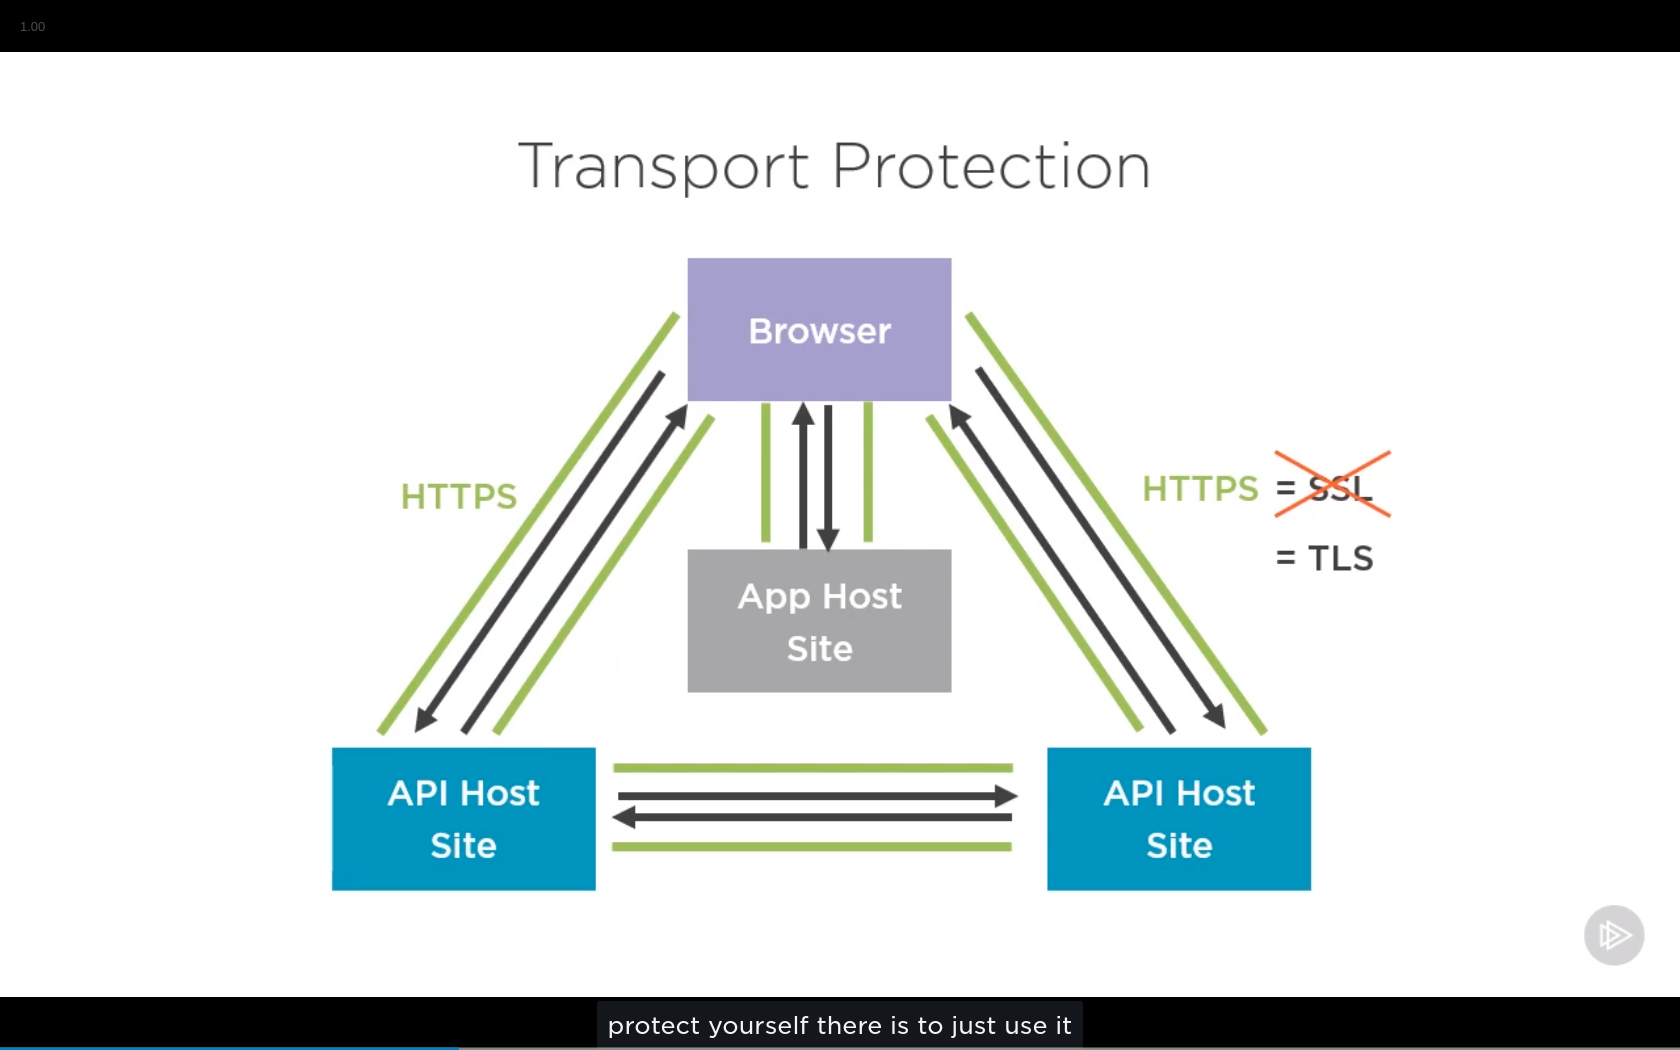 1.00
Transport Protection
Browser
HTTPS
HTTPS = SSL
= TLS
App Host
Site
API Host
Site
API Host
Site
protect yourself there is to just use it